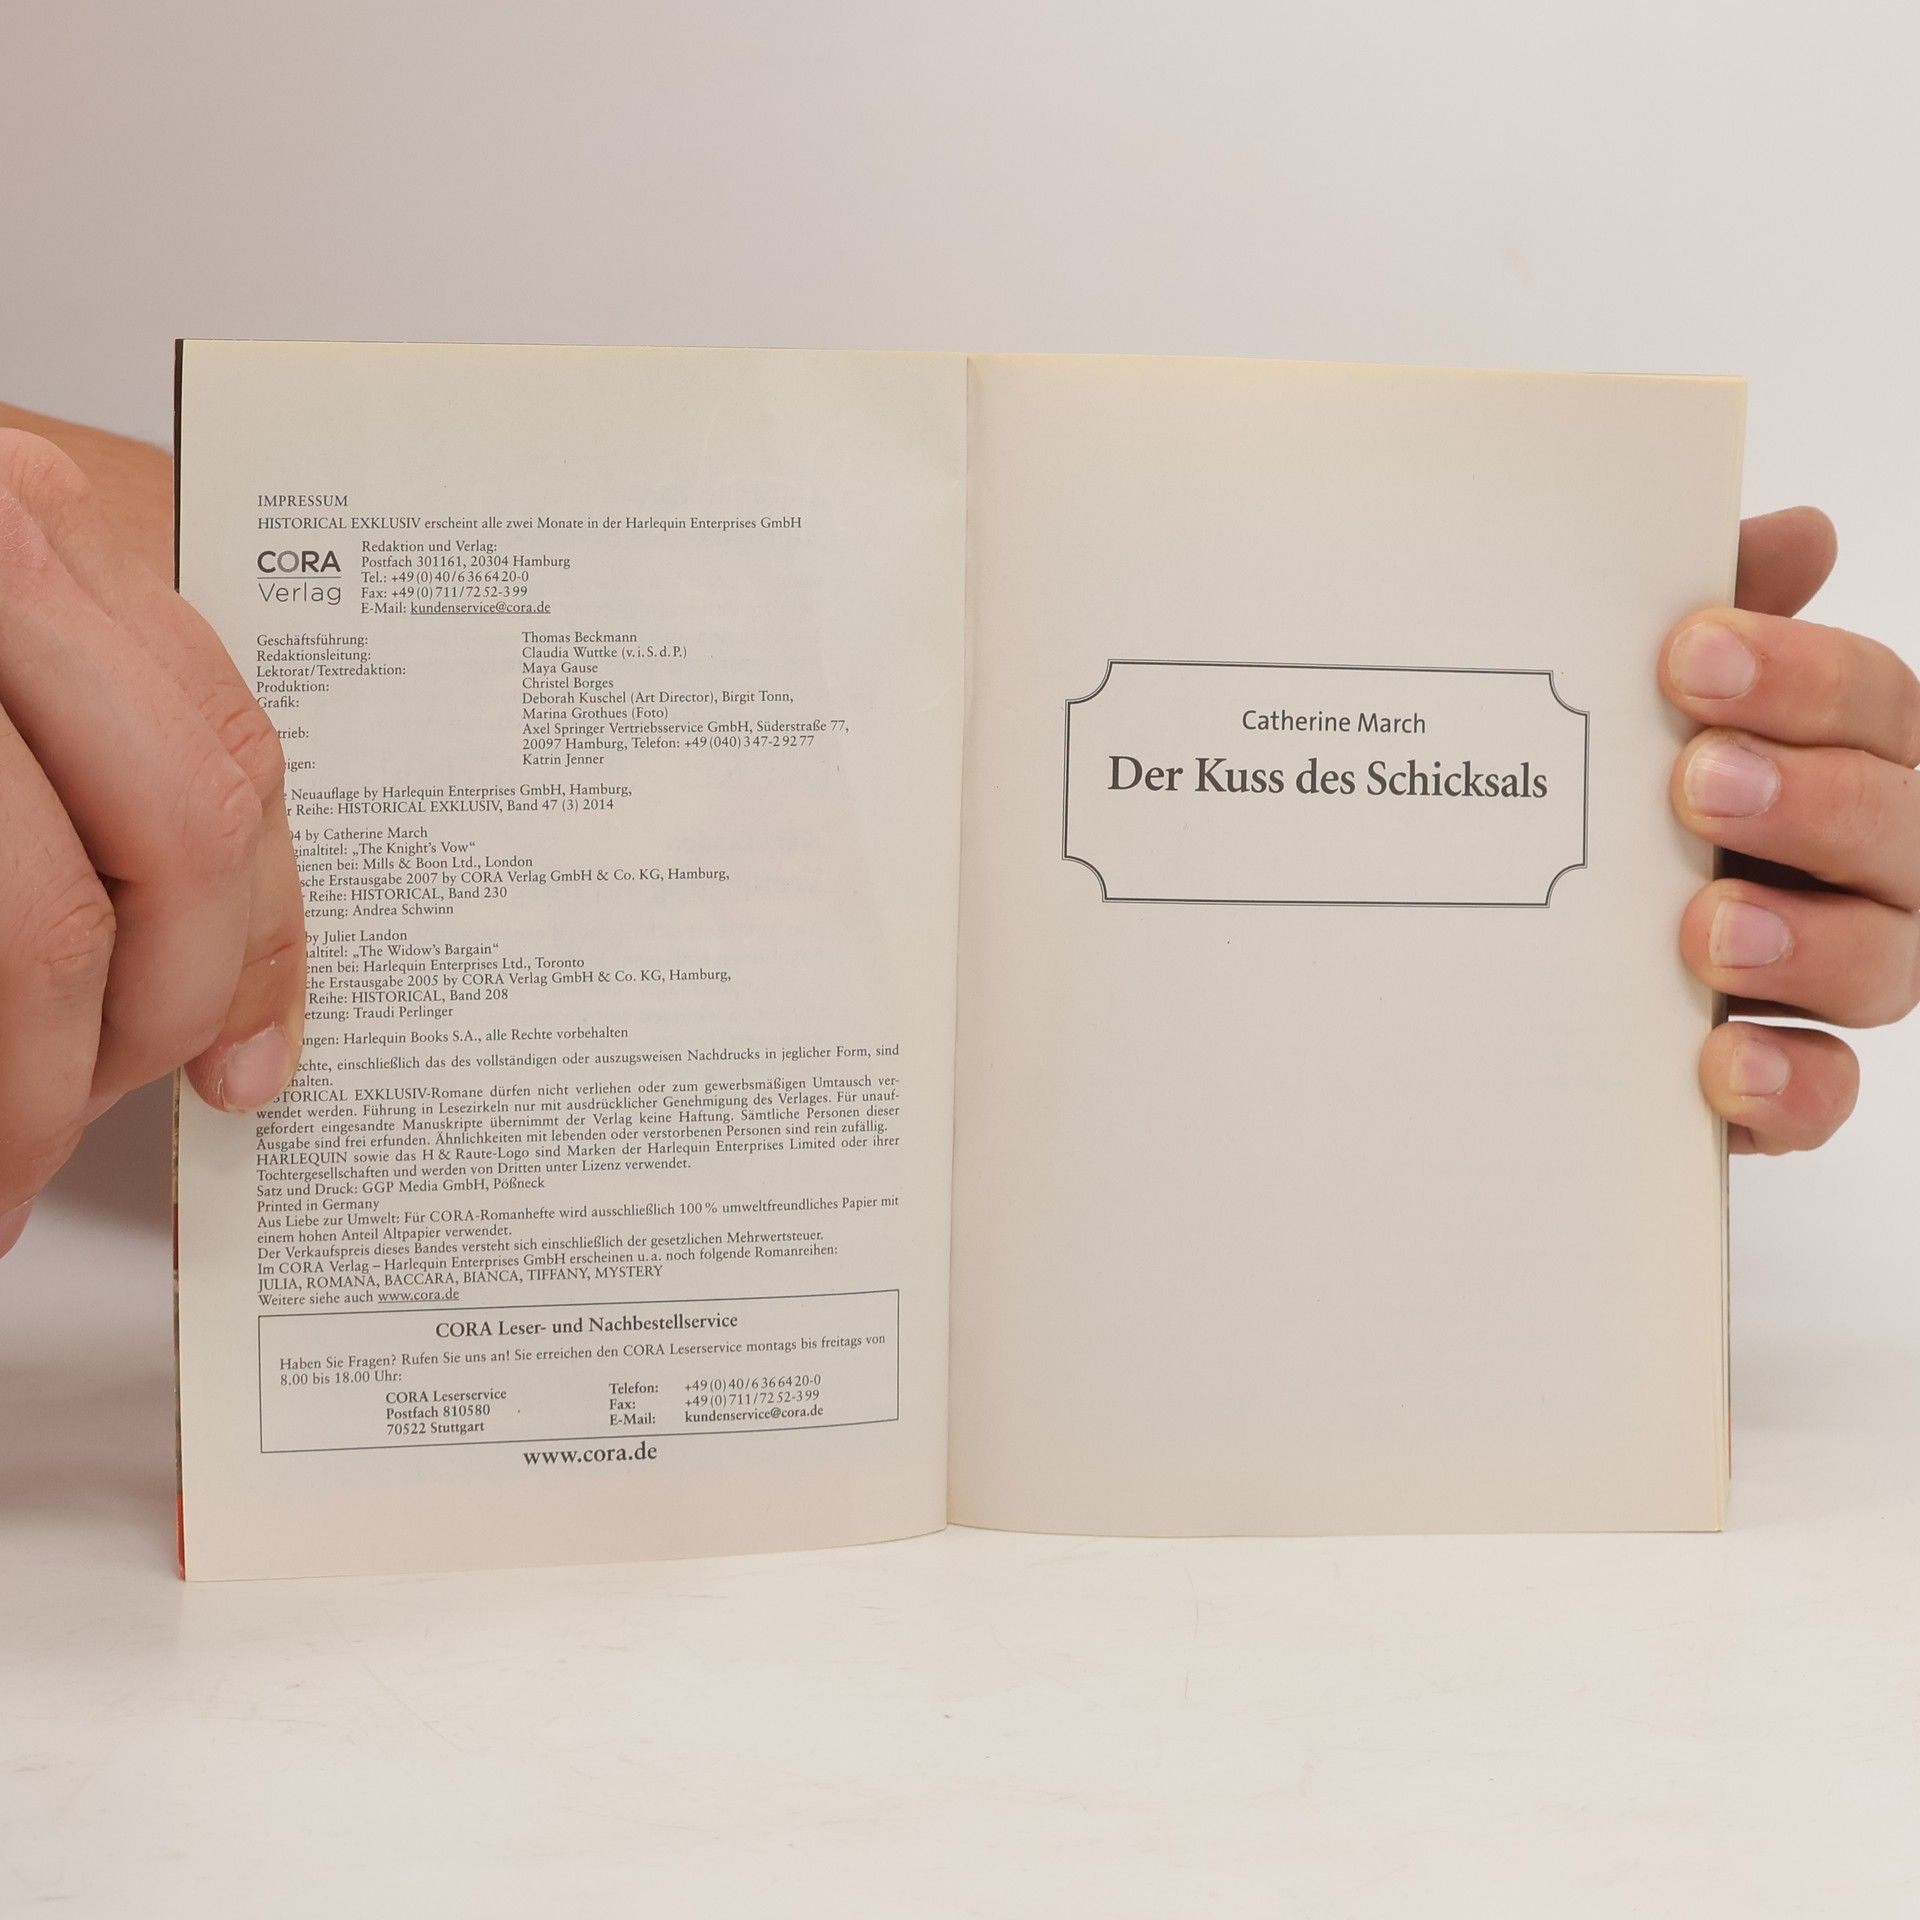 IMPRESSUM
HISTORICAL EXKLUSIV erscheint alle zwei Monate in der Harlequin Enterprises GmbH
CORA
Verlag
Redaktion und Verlag:
Postfach 301161, 20304 Hamburg
Tel.: +49(0)40/6366420-0
Fax: +49(0)711/7252-399
E-Mail: kundenservice@cora.de
Geschäftsführung: Thomas Beckmann
Redaktionsleitung: Claudia Wuttke (v.i.S.d.P.)
Lektorat/Textredaktion: Maya Gause
Produktion: Christel Borges
Grafik: Deborah Kuschel (Art Director), Birgit Tonn,
Marina Grothues (Foto)
trieb: Axel Springer Vertriebsservice GmbH, Süderstraße 77,
20097 Hamburg, Telefon: +49(040)347-29277
igen: Katrin Jenner
Neuauflage by Harlequin Enterprises GmbH, Hamburg,
r Reihe: HISTORICAL EXKLUSIV, Band 47 (3) 2014
04 by Catherine March
ginaltitel: „The Knight's Vow“
ienen bei: Mills & Boon Ltd., London
sche Erstausgabe 2007 by CORA Verlag GmbH & Co. KG, Hamburg,
Reihe: HISTORICAL, Band 230
etzung: Andrea Schwinn
by Juliet Landon
altitel: „The Widow's Bargain“
enen bei: Harlequin Enterprises Ltd., Toronto
che Erstausgabe 2005 by CORA Verlag GmbH & Co. KG, Hamburg,
Reihe: HISTORICAL, Band 208
etzung: Traudi Perlinger
ngen: Harlequin Books S.A., alle Rechte vorbehalten
echte, einschließlich das des vollständigen oder auszugsweisen Nachdrucks in jeglicher Form, sind
halten.
TORICAL EXKLUSIV-Romane dürfen nicht verliehen oder zum gewerbsmäßigen Umtausch ver-
wendet werden. Führung in Lesezirkeln nur mit ausdrücklicher Genehmigung des Verlages. Für unauf-
gefordert eingesandte Manuskripte übernimmt der Verlag keine Haftung. Sämtliche Personen dieser
Ausgabe sind frei erfunden. Ähnlichkeiten mit lebenden oder verstorbenen Personen sind rein zufällig.
HARLEQUIN sowie das H & Raute-Logo sind Marken der Harlequin Enterprises Limited oder ihrer
Tochtergesellschaften und werden von Dritten unter Lizenz verwendet.
Satz und Druck: GGP Media GmbH, Pößneck
Printed in Germany
Aus Liebe zur Umwelt: Für CORA-Romanhefte wird ausschließlich 100 % umweltfreundliches Papier mit
einem hohen Anteil Altpapier verwendet.
Der Verkaufspreis dieses Bandes versteht sich einschließlich der gesetzlichen Mehrwertsteuer.
Im CORA Verlag – Harlequin Enterprises GmbH erscheinen u.a. noch folgende Romanreihen:
JULIA, ROMANA, BACCARA, BIANCA, TIFFANY, MYSTERY
Weitere siehe auch www.cora.de
CORA Leser- und Nachbestellservice
Haben Sie Fragen? Rufen Sie uns an! Sie erreichen den CORA Leserservice montags bis freitags von
8.00 bis 18.00 Uhr:
CORA Leserservice
Postfach 810580
70522 Stuttgart
Telefon: +49(0)40/6366420-0
Fax: +49(0)711/7252-399
E-Mail: kundenservice@cora.de
www.cora.de
Catherine March
Der Kuss des Schicksals